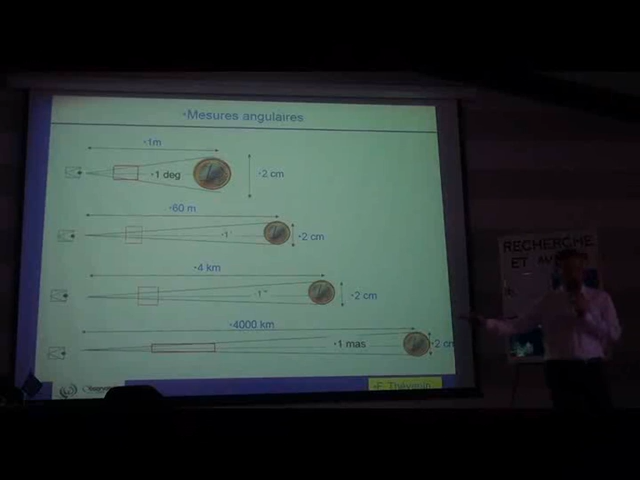 •Mesures angulaires
•1m
•1 deg
•2 cm
•60 m
•1'
•2 cm
•4 km
•1"
•2 cm
•4000 km
•1 mas
•2 cm
•F. Thévenin
RECHERCHE
ET